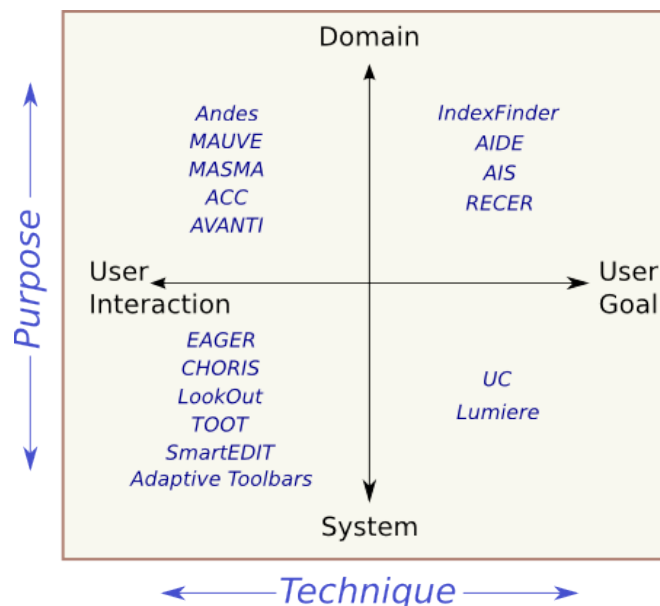 Domain
Andes
MAUVE
MASMA
ACC
AVANTI
IndexFinder
AIDE
AIS
RECER
User
Interaction
User
Goal
Purpose
EAGER
CHORIS
LookOut
TOOT
SmartEDIT
Adaptive Toolbars
UC
Lumiere
System
Technique